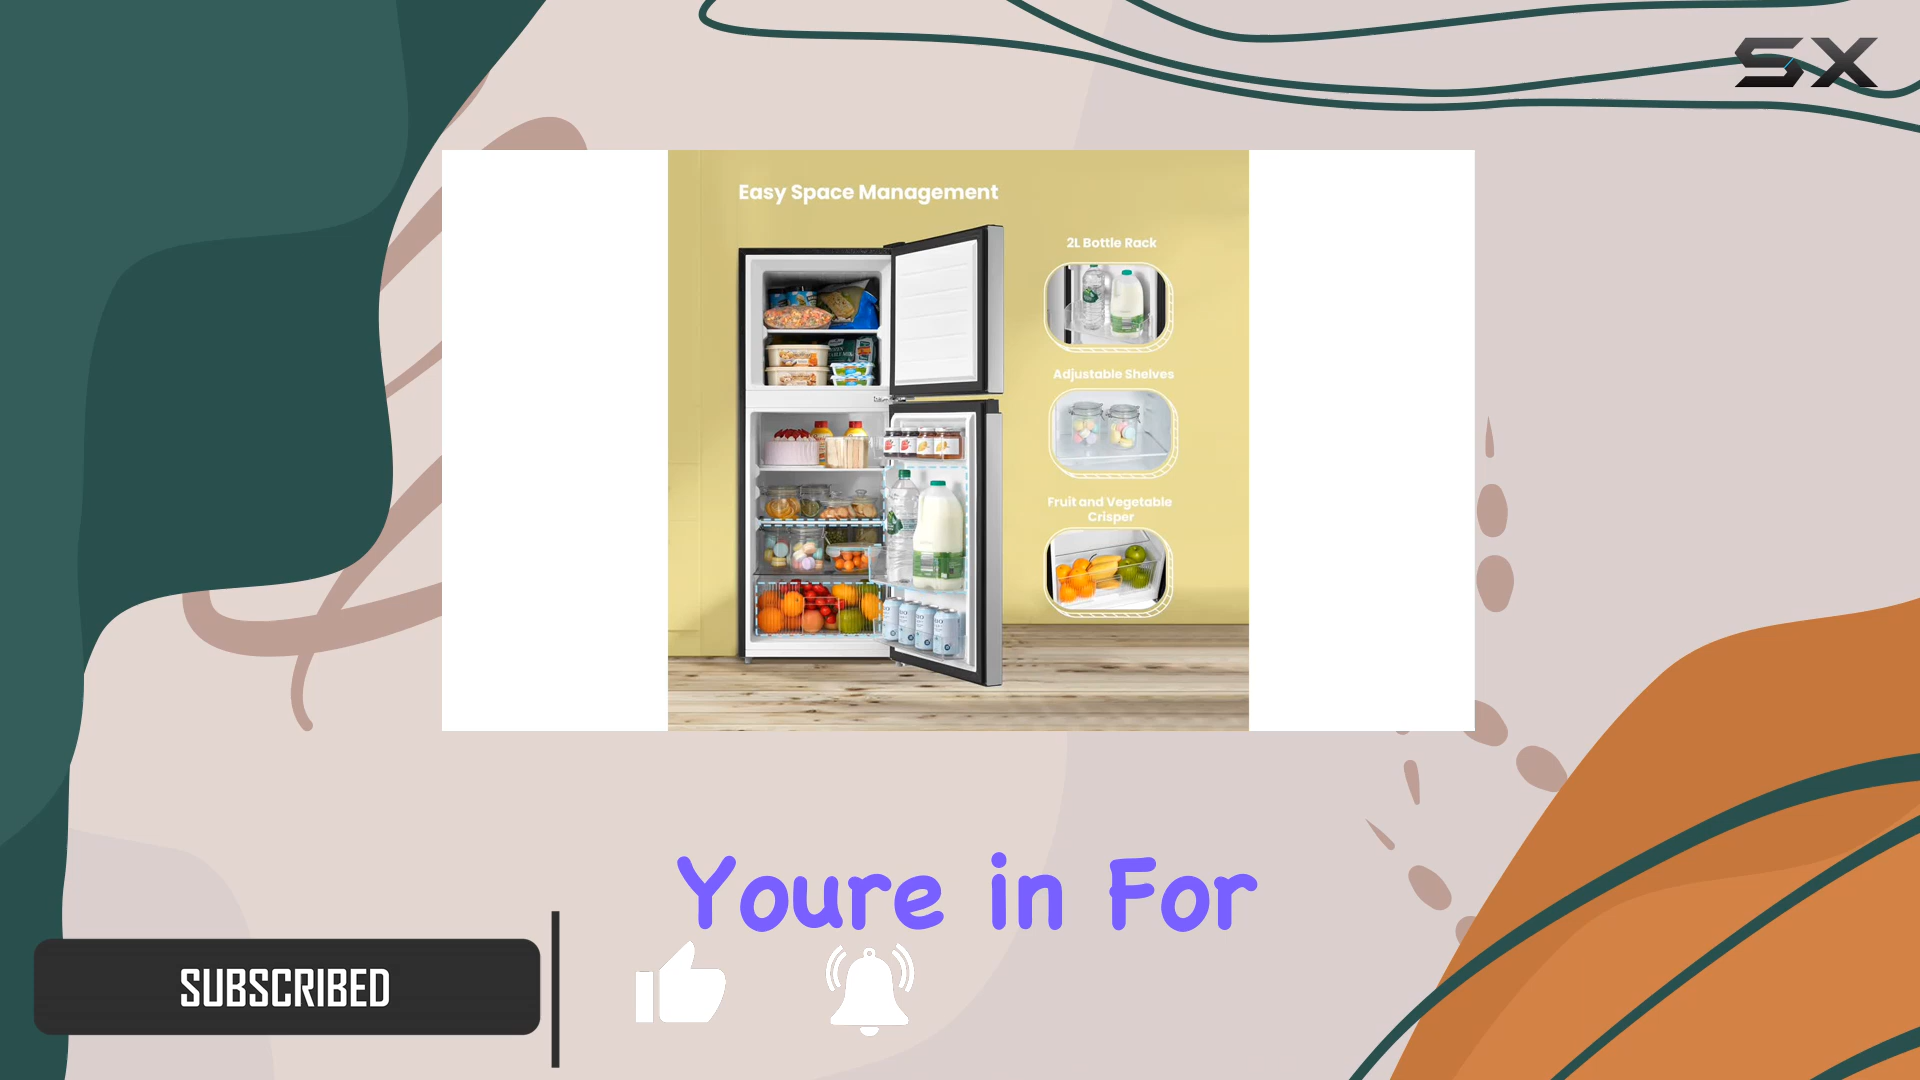 SX
Easy Space Management
2L Bottle Rack
Adjustable Shelves
Fruit and Vegetable
Crisper
Youre in For
SUBSCRIBED